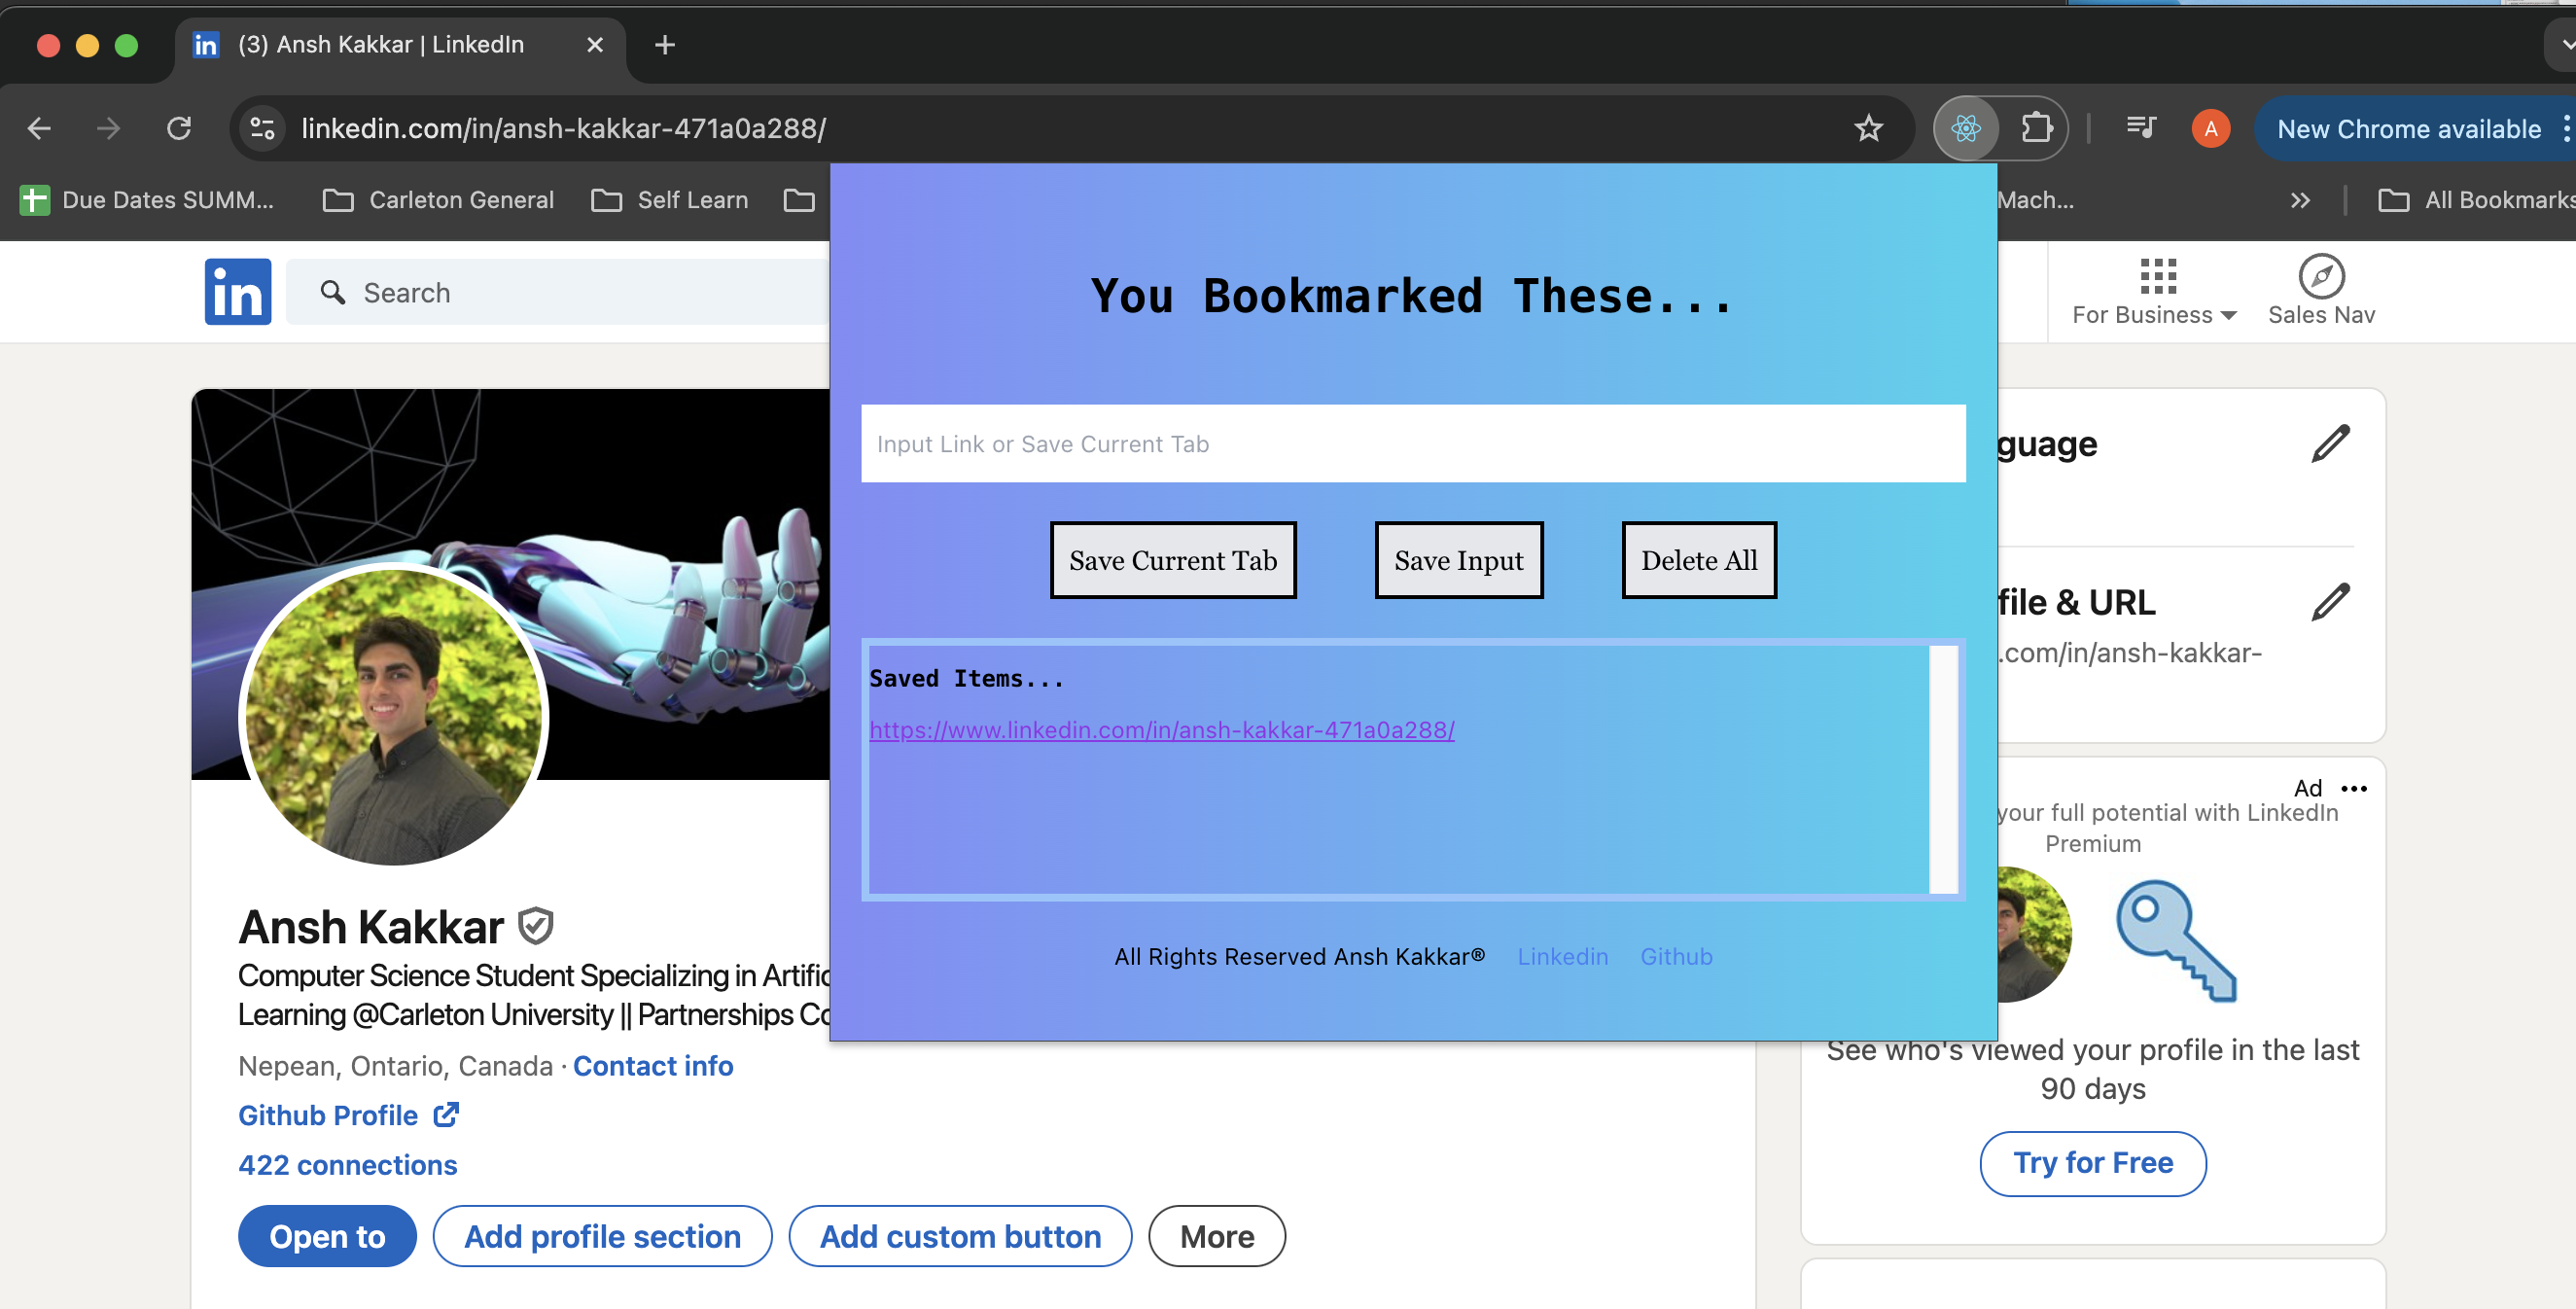 (3) Ansh Kakkar | LinkedIn
linkedin.com/in/ansh-kakkar-471a0a288/
A
New Chrome available
Due Dates SUMM...
Carleton General
Self Learn
Mach...
All Bookmarks
in
Search
For Business
Sales Nav
You Bookmarked These...
Input Link or Save Current Tab
Save Current Tab
Save Input
Delete All
Saved Items...
https://www.linkedin.com/in/ansh-kakkar-471a0a288/
All Rights Reserved Ansh Kakkar®
Linkedin
Github
Ansh Kakkar
Computer Science Student Specializing in Artific
Learning @Carleton University || Partnerships Co
Nepean, Ontario, Canada · Contact info
Github Profile
422 connections
Open to
Add profile section
Add custom button
More
guage
file & URL
.com/in/ansh-kakkar-
Ad
your full potential with LinkedIn
Premium
See who's viewed your profile in the last
90 days
Try for Free